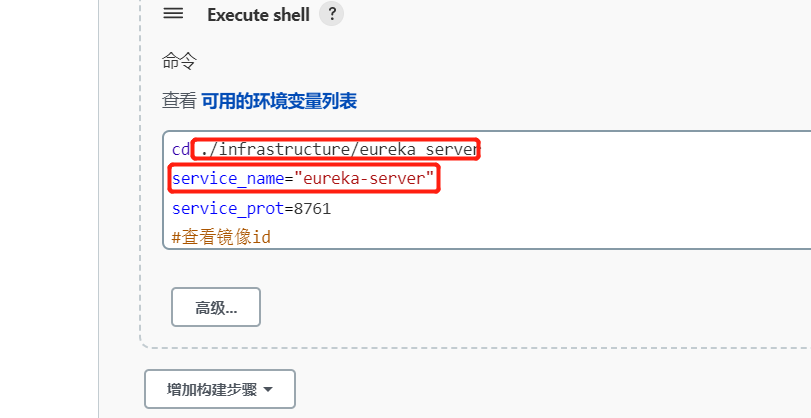 Execute shell ?
命令
查看 可用的环境变量列表
cd ./infrastructure/eureka_server
service_name="eureka-server"
service_prot=8761
#查看镜像id
高级...
增加构建步骤